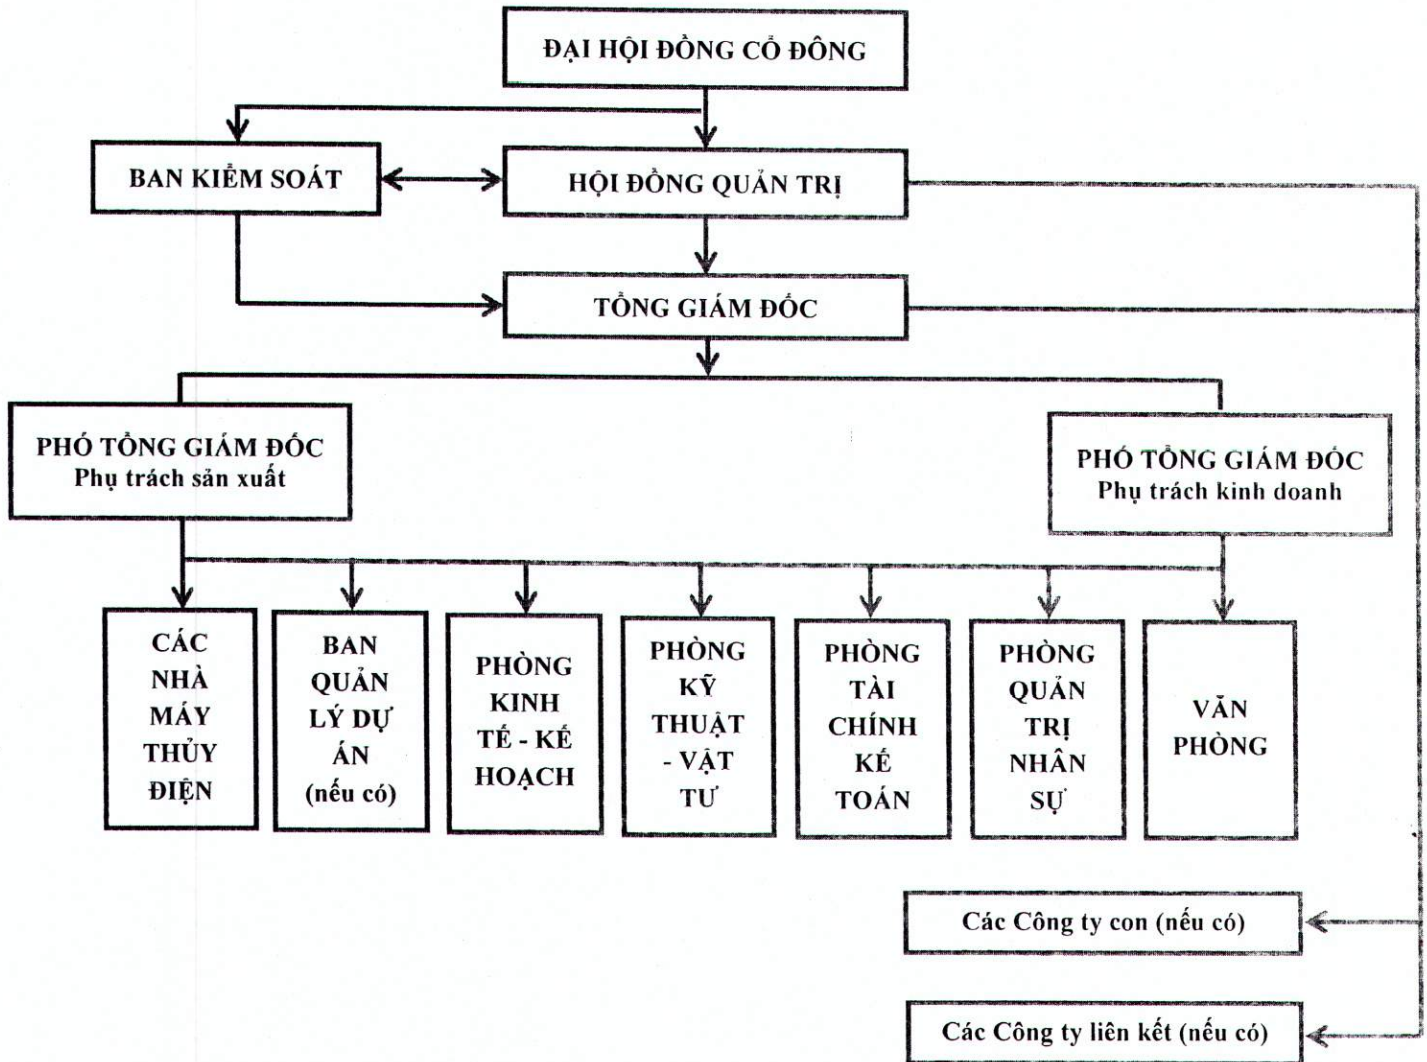 ĐẠI HỘI ĐỒNG CỔ ĐÔNG
BAN KIỂM SOÁT
HỘI ĐỒNG QUẢN TRỊ
TỔNG GIÁM ĐỐC
PHÓ TỔNG GIÁM ĐỐC
Phụ trách sản xuất
PHÓ TỔNG GIÁM ĐỐC
Phụ trách kinh doanh
CÁC
NHÀ
MÁY
THỦY
ĐIỆN
BAN
QUẢN
LÝ DỰ
ÁN
(nếu có)
PHÒNG
KINH
TẾ - KẾ
HOẠCH
PHÒNG
KỸ
THUẬT
- VẬT
TƯ
PHÒNG
TÀI
CHÍNH
KẾ
TOÁN
PHÒNG
QUẢN
TRỊ
NHÂN
SỰ
VĂN
PHÒNG
Các Công ty con (nếu có)
Các Công ty liên kết (nếu có)